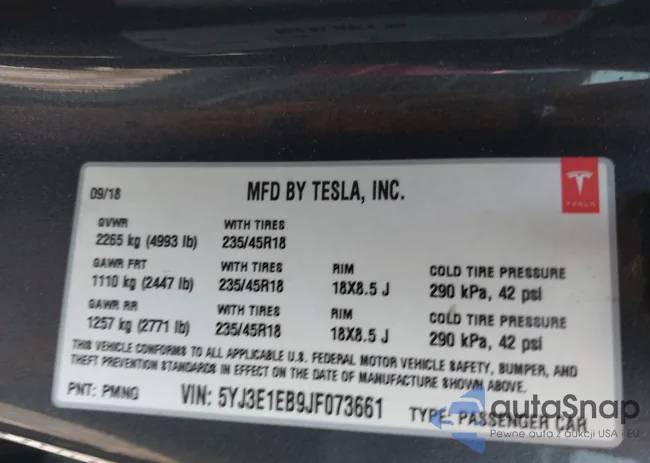 09/18 MFD BY TESLA, INC.
TESLA
GVWR WITH TIRES
2265 kg (4993 lb) 235/45R18
GAWR FRT WITH TIRES RIM COLD TIRE PRESSURE
1110 kg (2447 lb) 235/45R18 18X8.5 J 290 kPa, 42 psi
GAWR RR WITH TIRES RIM COLD TIRE PRESSURE
1257 kg (2771 lb) 235/45R18 18X8.5 J 290 kPa, 42 psi
THIS VEHICLE CONFORMS TO ALL APPLICABLE U.S. FEDERAL MOTOR VEHICLE SAFETY, BUMPER, AND
THEFT PREVENTION STANDARDS IN EFFECT ON THE DATE OF MANUFACTURE SHOWN ABOVE.
PNT: PMNG VIN: 5YJ3E1EB9JF073661 TYPE: PASSENGER CAR
autoSnap
Pewne auta z aukcji USA - EU